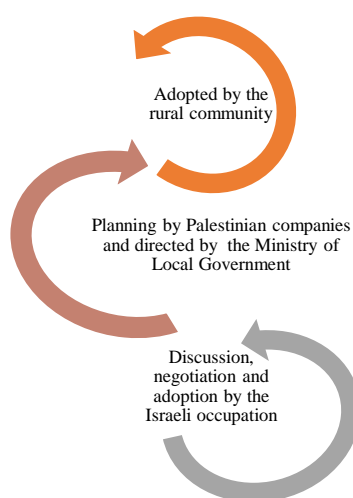 Adopted by the
rural community
Planning by Palestinian companies
and directed by the Ministry of
Local Government
Discussion,
negotiation and
adoption by the
Israeli occupation